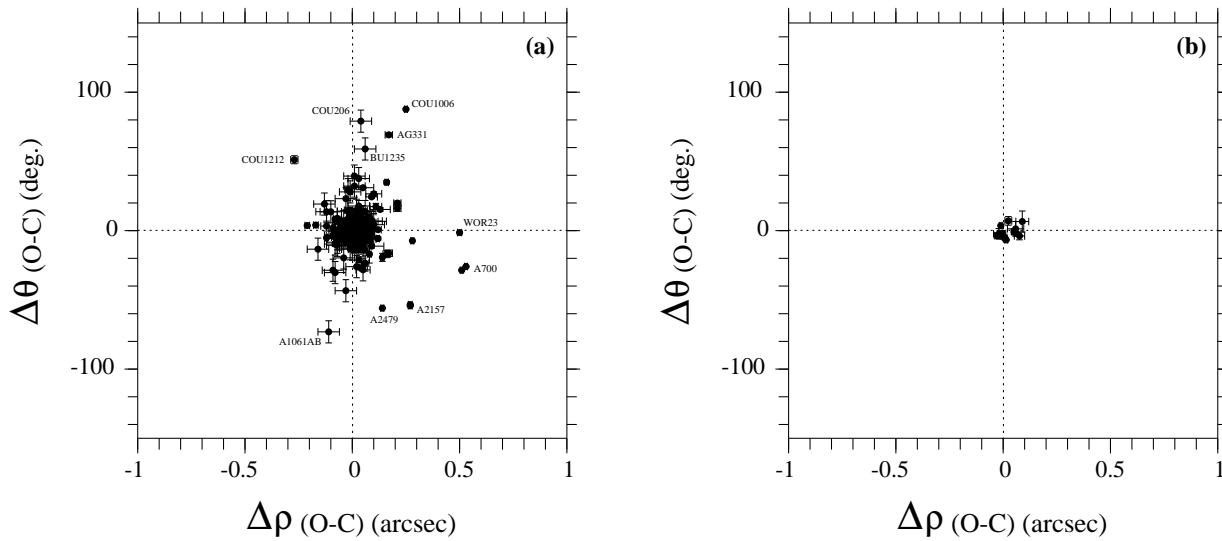 (a)
100
0
-100
-1
-0.5
0
0.5
1
Δθ (O-C) (deg.)
Δρ (O-C) (arcsec)
COU206
COU1006
AG331
BU1235
COU1212
WOR23
A700
A2157
A2479
A1061AB
(b)
100
0
-100
-1
-0.5
0
0.5
1
Δθ (O-C) (deg.)
Δρ (O-C) (arcsec)